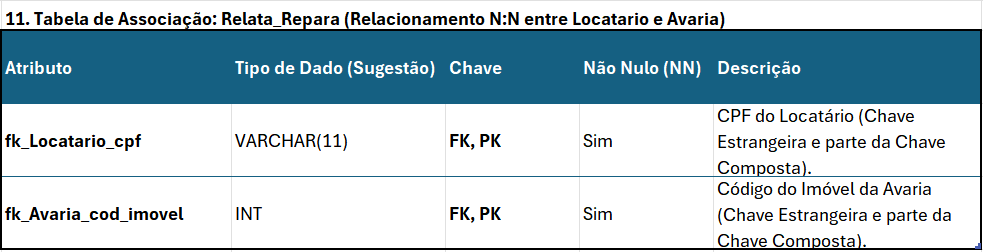 11. Tabela de Associação: Relata_Repara (Relacionamento N:N entre Locatario e Avaria)
Atributo Tipo de Dado (Sugestão) Chave Não Nulo (NN) Descrição
fk_Locatario_cpf VARCHAR(11) FK, PK Sim CPF do Locatário (Chave
Estrangeira e parte da Chave
Composta).
fk_Avaria_cod_imovel INT FK, PK Sim Código do Imóvel da Avaria
(Chave Estrangeira e parte da
Chave Composta).